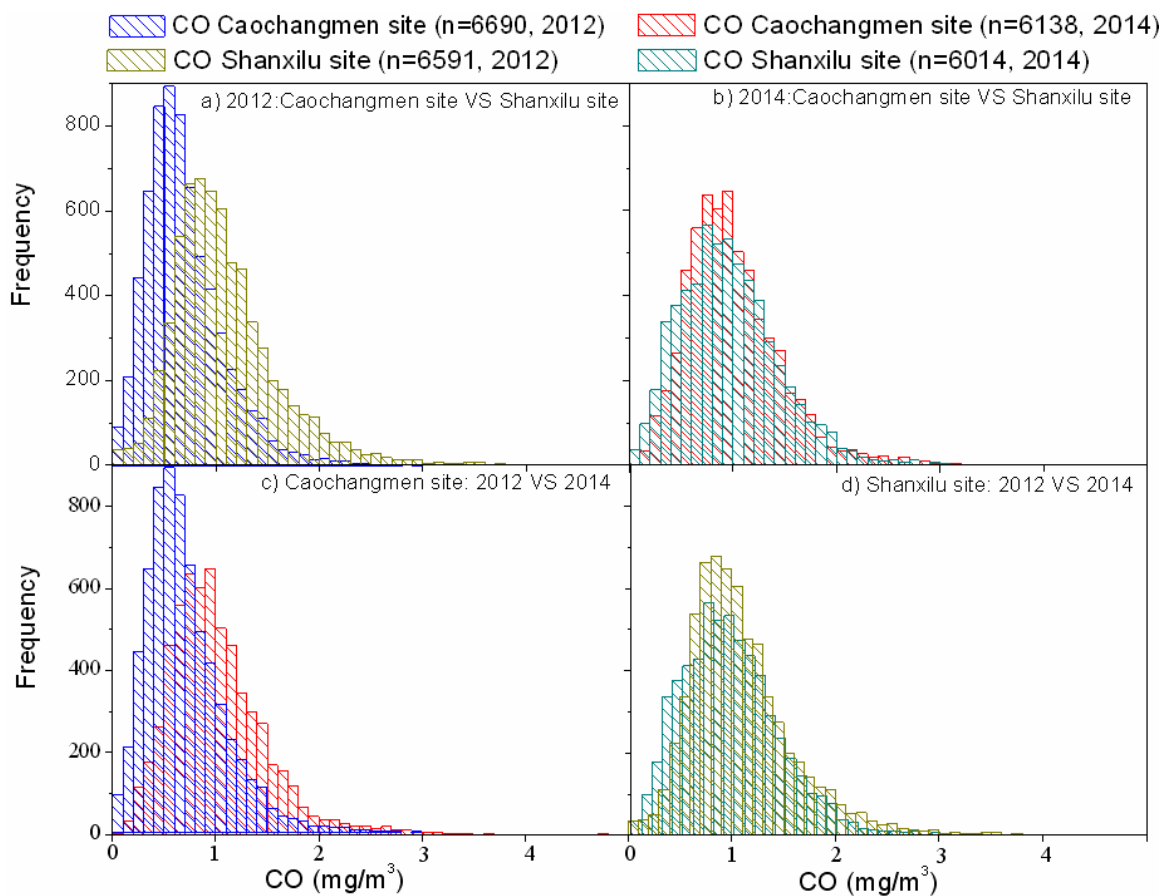 CO Caochangmen site (n=6690, 2012)
CO Caochangmen site (n=6138, 2014)
CO Shanxilu site (n=6591, 2012)
CO Shanxilu site (n=6014, 2014)
a) 2012:Caochangmen site VS Shanxilu site
b) 2014:Caochangmen site VS Shanxilu site
800
600
400
200
0
Frequency
c) Caochangmen site: 2012 VS 2014
d) Shanxilu site: 2012 VS 2014
800
600
400
200
0
Frequency
0 1 2 3 0 1 2 3 4
CO (mg/m³)
CO (mg/m³)